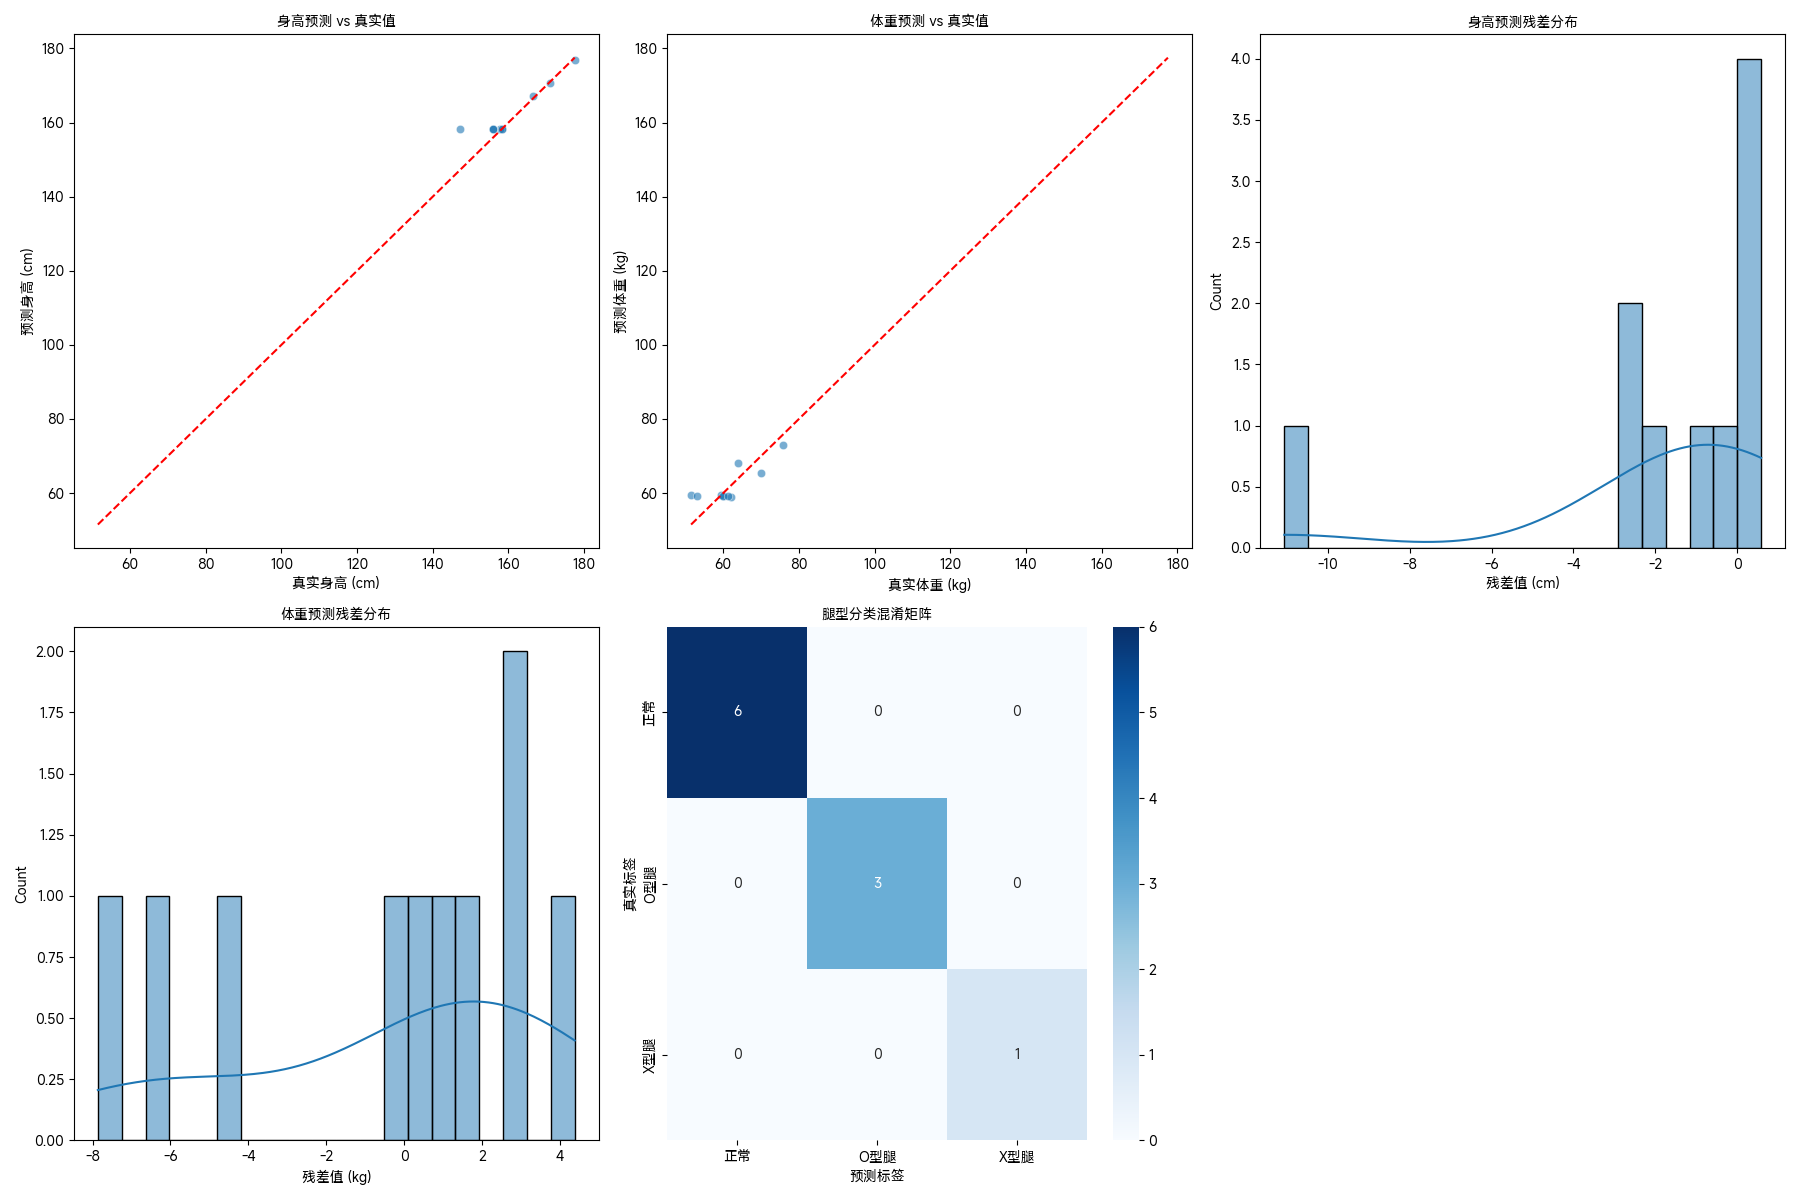 身高预测 vs 真实值
180
160
140
120
100
80
60
预测身高 (cm)
60 80 100 120 140 160 180
真实身高 (cm)
体重预测 vs 真实值
180
160
140
120
100
80
60
预测体重 (kg)
60 80 100 120 140 160 180
真实体重 (kg)
身高预测残差分布
4.0
3.5
3.0
2.5
2.0
1.5
1.0
0.5
0.0
Count
-10 -8 -6 -4 -2 0
残差值 (cm)
体重预测残差分布
2.00
1.75
1.50
1.25
1.00
0.75
0.50
0.25
0.00
Count
-8 -6 -4 -2 0 2 4
残差值 (kg)
腿型分类混淆矩阵
真实标签
正常
6 0 0
O型腿
0 3 0
X型腿
0 0 1
正常 O型腿 X型腿
预测标签
6
5
4
3
2
1
0